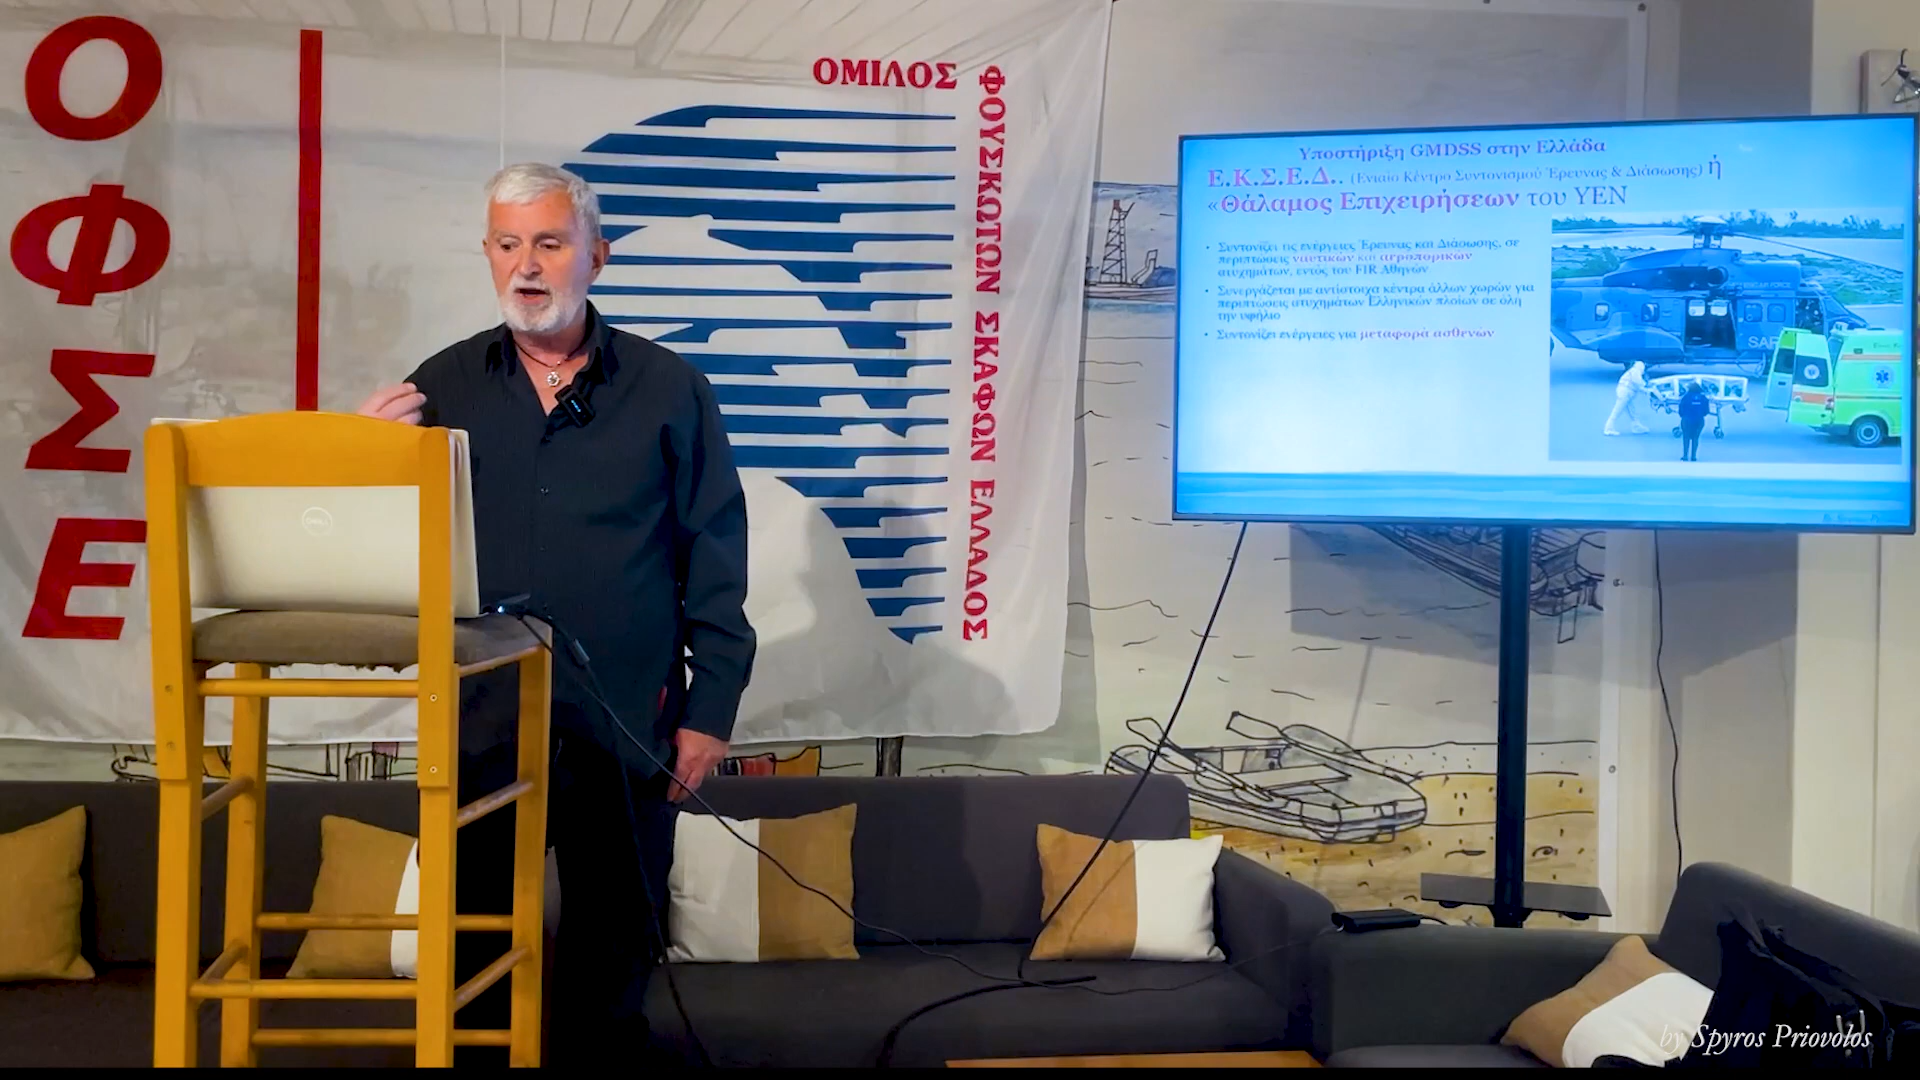 ΟΦΣΕ
ΟΜΙΛΟΣ
ΦΟΥΣΚΩΤΩΝ ΣΚΑΦΩΝ ΕΛΛΑΔΟΣ
DELL
Υποστήριξη GMDSS στην Ελλάδα
Ε.Κ.Σ.Ε.Δ.. (Ενιαίο Κέντρο Συντονισμού Έρευνας & Διάσωσης) ή
«Θάλαμος Επιχειρήσεων του ΥΕΝ
• Συντονίζει τις ενέργειες Έρευνας και Διάσωσης, σε
περιπτώσεις ναυτικών και αεροπορικών
ατυχημάτων, εντός του FIR Αθηνών
• Συνεργάζεται με αντίστοιχα κέντρα άλλων χωρών για
περιπτώσεις ατυχημάτων Ελληνικών πλοίων σε όλη
την υφήλιο
• Συντονίζει ενέργειες για μεταφορά ασθενών
SAR
by Spyros Priovolos